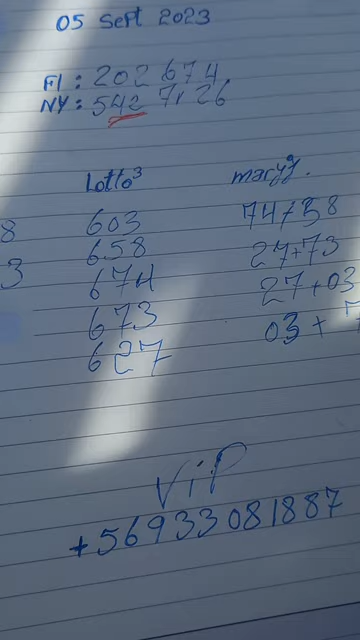 05 Sept 2023
Fl : 202 674
NY : 542 7126
Lotto³
603
658
674
673
627
maryyg.
74/38
27+73
27+03
03+
8
3
ViP
+56933081887